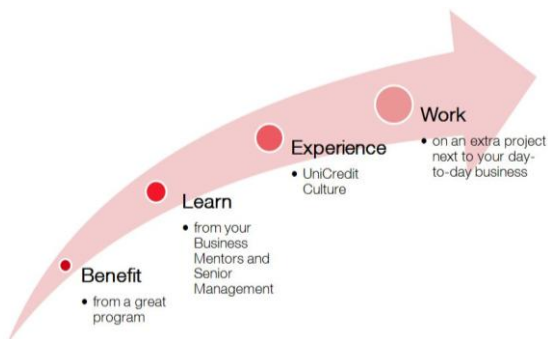 Benefit
• from a great
program
Learn
• from your
Business
Mentors and
Senior
Management
Experience
• UniCredit
Culture
Work
• on an extra project
next to your day-
to-day business